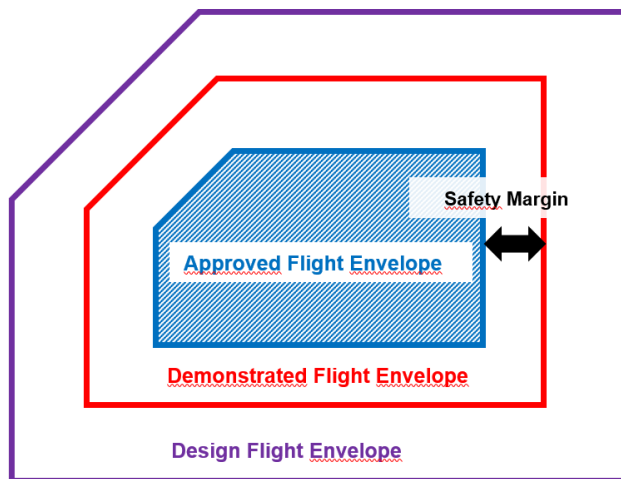 Safety Margin
Approved Flight Envelope
Demonstrated Flight Envelope
Design Flight Envelope